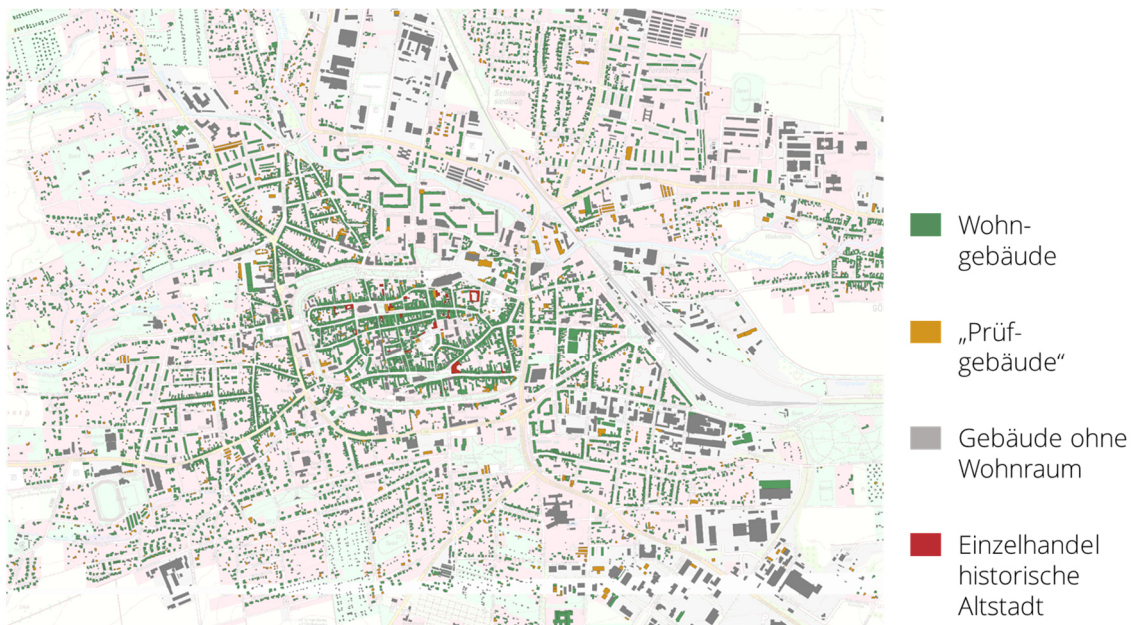 Wohn-
gebäude
„Prüf-
gebäude“
Gebäude ohne
Wohnraum
Einzelhandel
historische
Altstadt